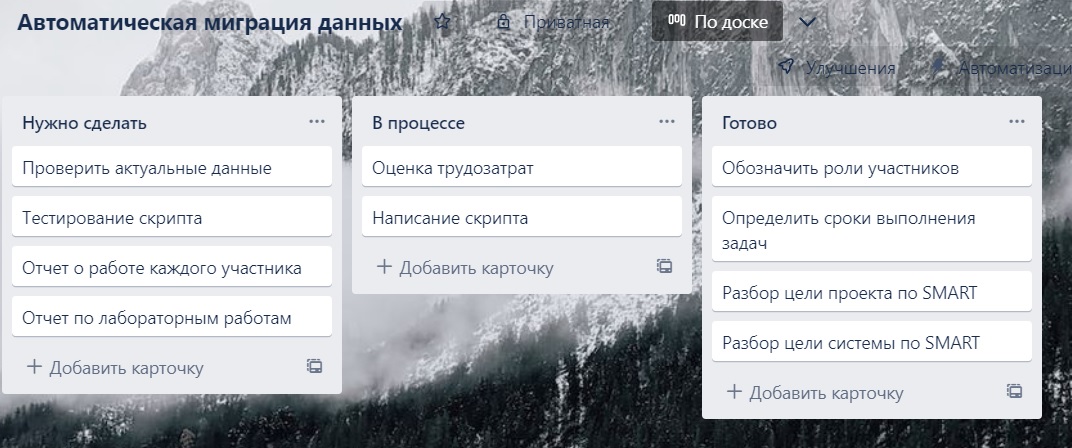 Автоматическая миграция данных
Приватная
По доске
Улучшения
Автоматизаци
Нужно сделать
Проверить актуальные данные
Тестирование скрипта
Отчет о работе каждого участника
Отчет по лабораторным работам
Добавить карточку
В процессе
Оценка трудозатрат
Написание скрипта
Добавить карточку
Готово
Обозначить роли участников
Определить сроки выполнения
задач
Разбор цели проекта по SMART
Разбор цели системы по SMART
Добавить карточку